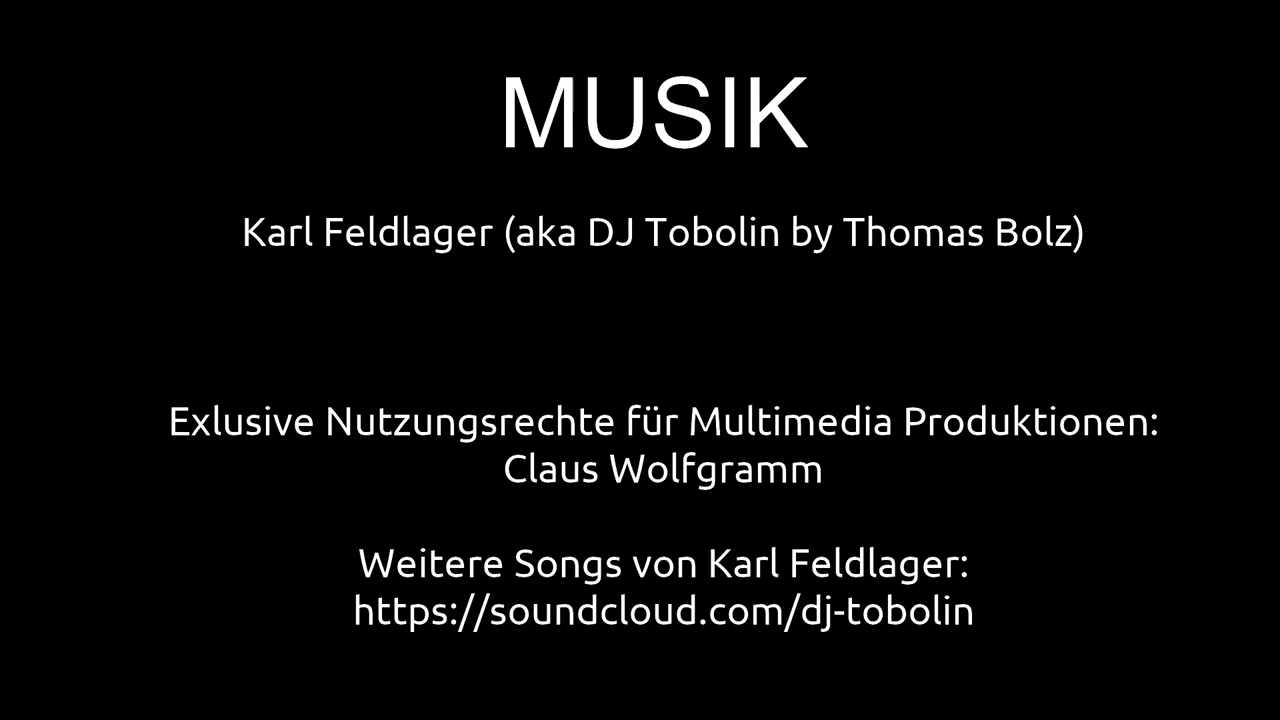 MUSIK
Karl Feldlager (aka DJ Tobolin by Thomas Bolz)
Exlusive Nutzungsrechte für Multimedia Produktionen:
Claus Wolfgramm
Weitere Songs von Karl Feldlager:
https://soundcloud.com/dj-tobolin